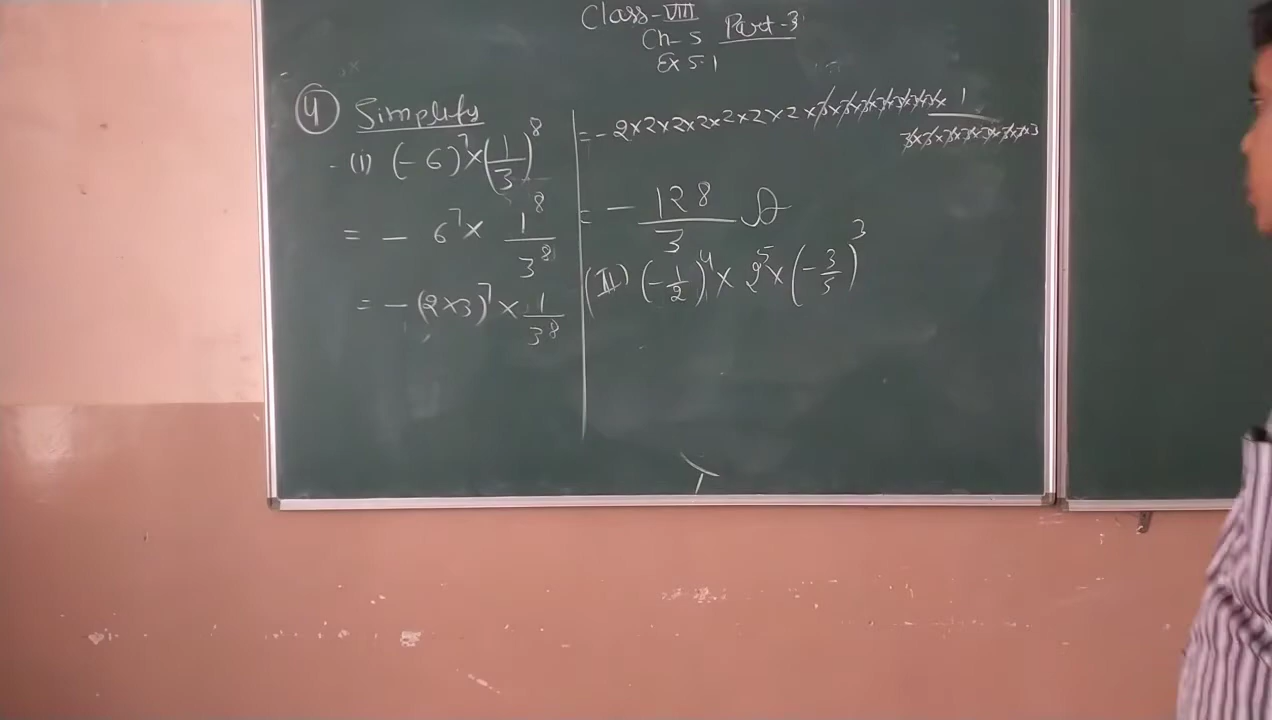 Class-VIII
Ch-5 Part-3
Ex 5.1
4 Simplify
(i) (-6)^7 × (1/3)^8
= - 6^7 × 1^8/3^8
= - (2×3)^7 × 1/3^8
= - 2×2×2×2×2×2×2×3×3×3×3×3×3×3× 1/3×3×3×3×3×3×3×3
= - 128/3
(II) (-1/2)^4 × 2^5 × (-3/5)^3